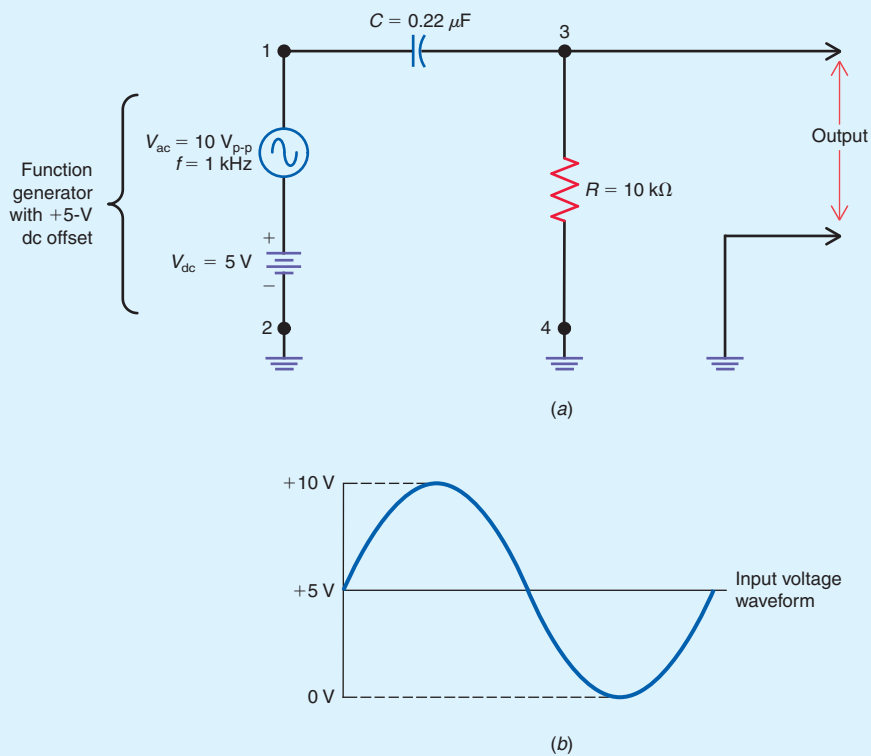 C = 0.22 μF
1
3
Vac = 10 Vp-p
f = 1 kHz
Function
generator
with +5-V
dc offset
+
Vdc = 5 V
−
2
R = 10 kΩ
4
Output
(a)
+10 V
+5 V
0 V
Input voltage
waveform
(b)